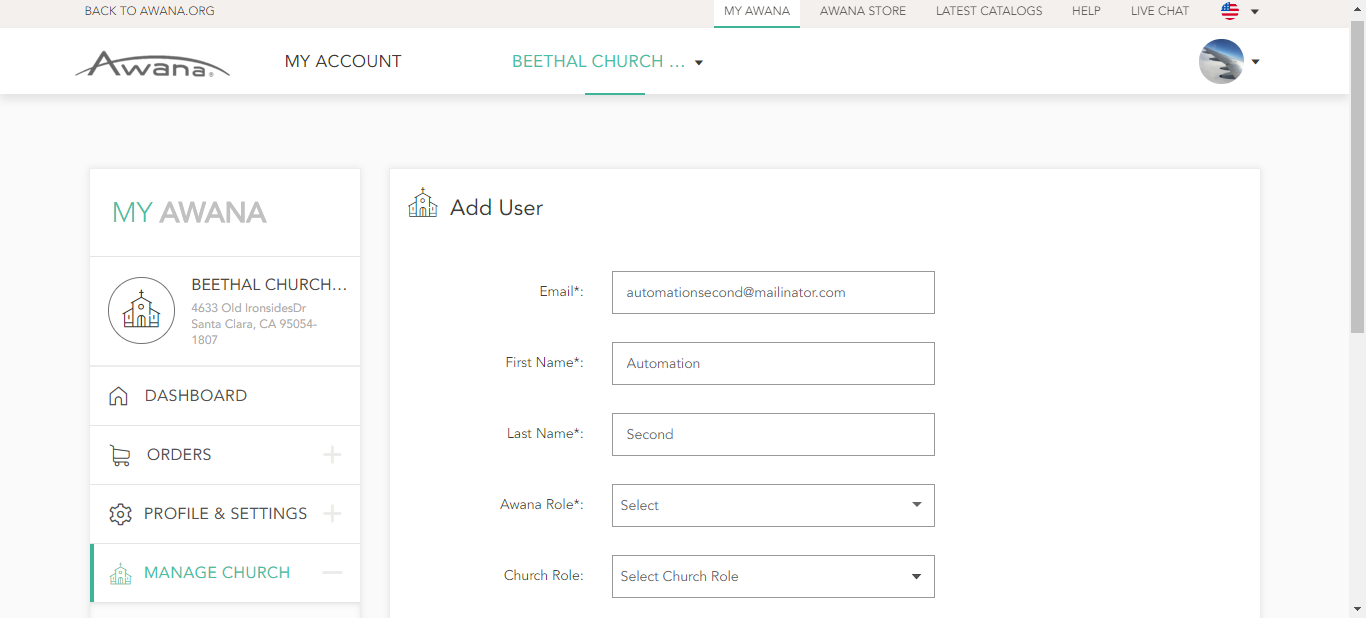 BACK TO AWANA.ORG
MY AWANA
AWANA STORE
LATEST CATALOGS
HELP
LIVE CHAT
Awana®
MY ACCOUNT
BEETHAL CHURCH ...
MY AWANA
BEETHAL CHURCH...
4633 Old IronsidesDr
Santa Clara, CA 95054-
1807
DASHBOARD
ORDERS
PROFILE & SETTINGS
MANAGE CHURCH
Add User
Email*:
automationsecond@mailinator.com
First Name*:
Automation
Last Name*:
Second
Awana Role*:
Select
Church Role:
Select Church Role